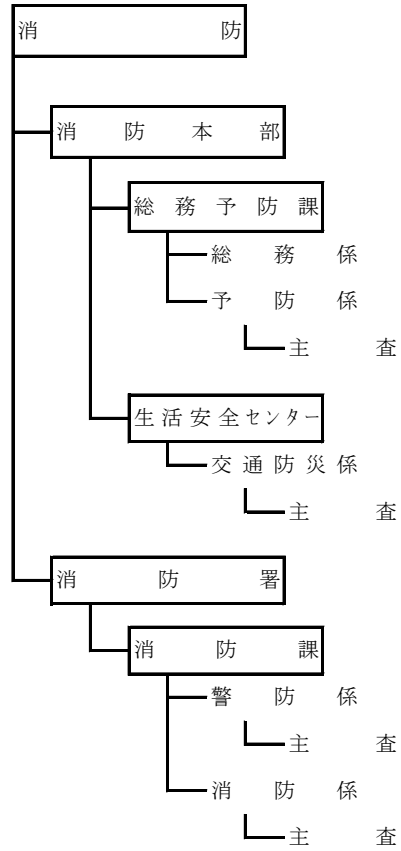 消防
消防本部
総務予防課
総務係
予防係
主査
生活安全センター
交通防災係
主査
消防署
消防課
警防係
主査
消防係
主査